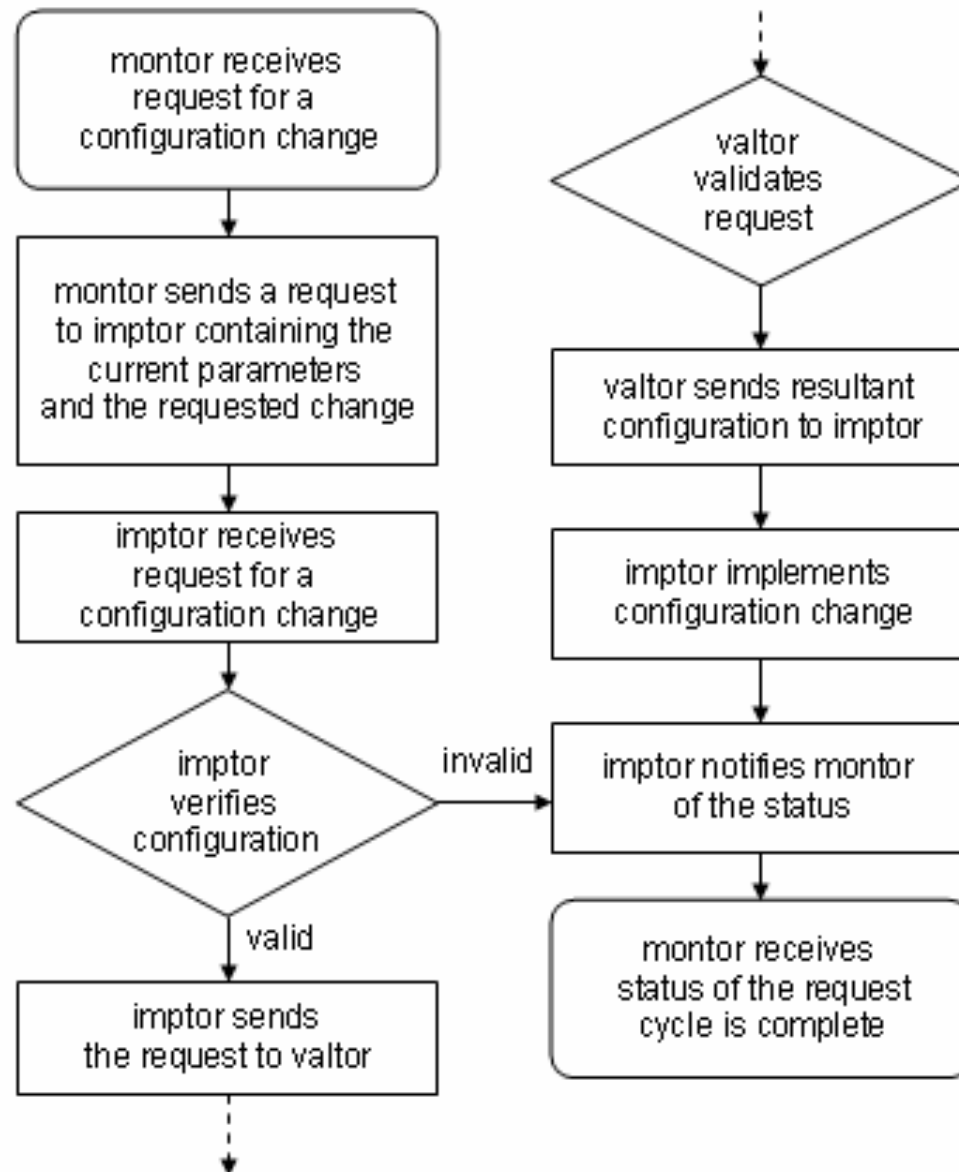 montor receives
request for a
configuration change
montor sends a request
to imptor containing the
current parameters
and the requested change
imptor receives
request for a
configuration change
imptor
verifies
configuration
invalid
valid
imptor sends
the request to valtor
valtor
validates
request
valtor sends resultant
configuration to imptor
imptor implements
configuration change
imptor notifies montor
of the status
montor receives
status of the request
cycle is complete